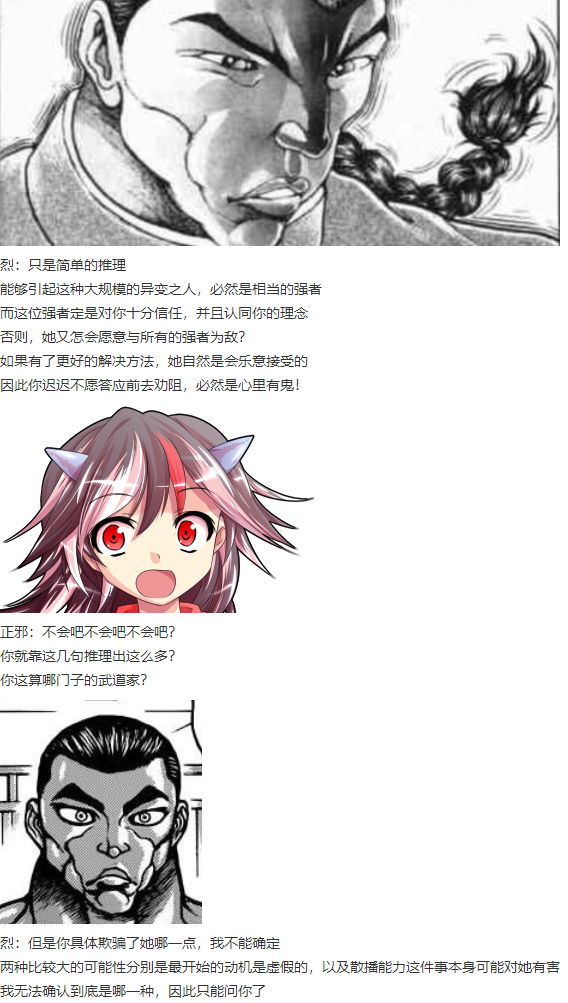 烈：只是简单的推理
能够引起这种大规模的异变之人，必然是相当的强者
而这位强者定是对你十分信任，并且认同你的理念
否则，她又怎会愿意与所有的强者为敌？
如果有了更好的解决方法，她自然是会乐意接受的
因此你迟迟不愿答应前去劝阻，必然是心里有鬼！
正邪：不会吧不会吧不会吧？
你就靠这几句推理出这么多？
你这算哪门子的武道家？
烈：但是你具体欺骗了她哪一点，我不能确定
两种比较大的可能性分别是最开始的动机是虚假的，以及散播能力这件事本身可能对她有害
我无法确认到底是哪一种，因此只能问你了